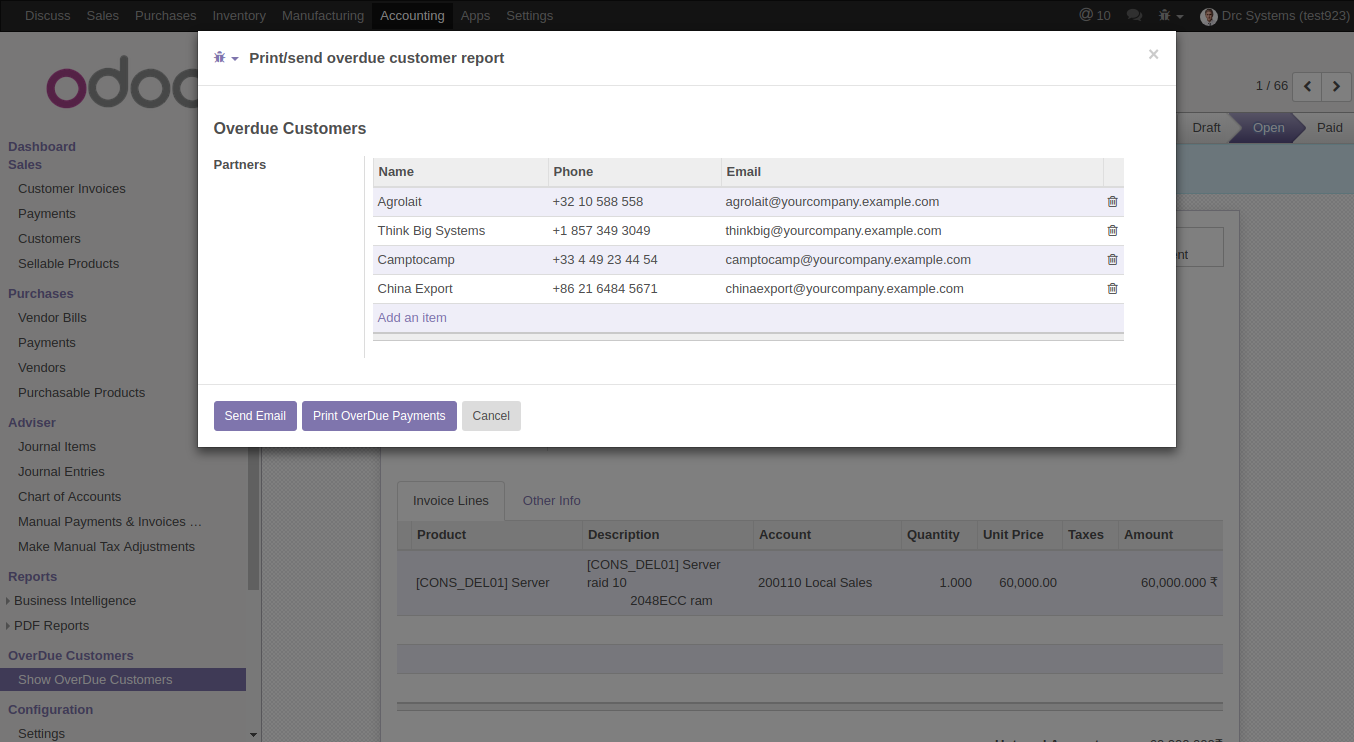 Discuss Sales Purchases Inventory Manufacturing Accounting Apps Settings @ 10 Drc Systems (test923)
Print/send overdue customer report ×
odoo
1 / 66
Draft Open Paid
Overdue Customers
Partners
Name Phone Email
Agrolait +32 10 588 558 agrolait@yourcompany.example.com
Think Big Systems +1 857 349 3049 thinkbig@yourcompany.example.com
Camptocamp +33 4 49 23 44 54 camptocamp@yourcompany.example.com
China Export +86 21 6484 5671 chinaexport@yourcompany.example.com
Add an item
Send Email Print OverDue Payments Cancel
Dashboard
Sales
Customer Invoices
Payments
Customers
Sellable Products
Purchases
Vendor Bills
Payments
Vendors
Purchasable Products
Adviser
Journal Items
Journal Entries
Chart of Accounts
Manual Payments & Invoices ...
Make Manual Tax Adjustments
Reports
Business Intelligence
PDF Reports
OverDue Customers
Show OverDue Customers
Configuration
Settings
Invoice Lines Other Info
Product Description Account Quantity Unit Price Taxes Amount
[CONS_DEL01] Server [CONS_DEL01] Server 200110 Local Sales 1.000 60,000.00 60,000.000 ₹
raid 10
2048ECC ram